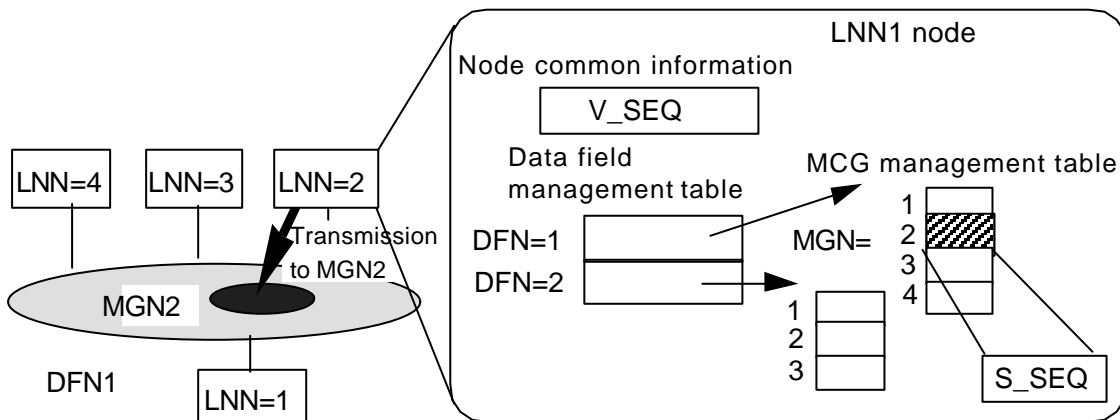 LNN1 node
Node common information
V_SEQ
Data field
management table
MCG management table
LNN=4
LNN=3
LNN=2
Transmission
to MGN2
MGN2
DFN1
LNN=1
DFN=1
DFN=2
MGN=
1
2
3
4
1
2
3
S_SEQ